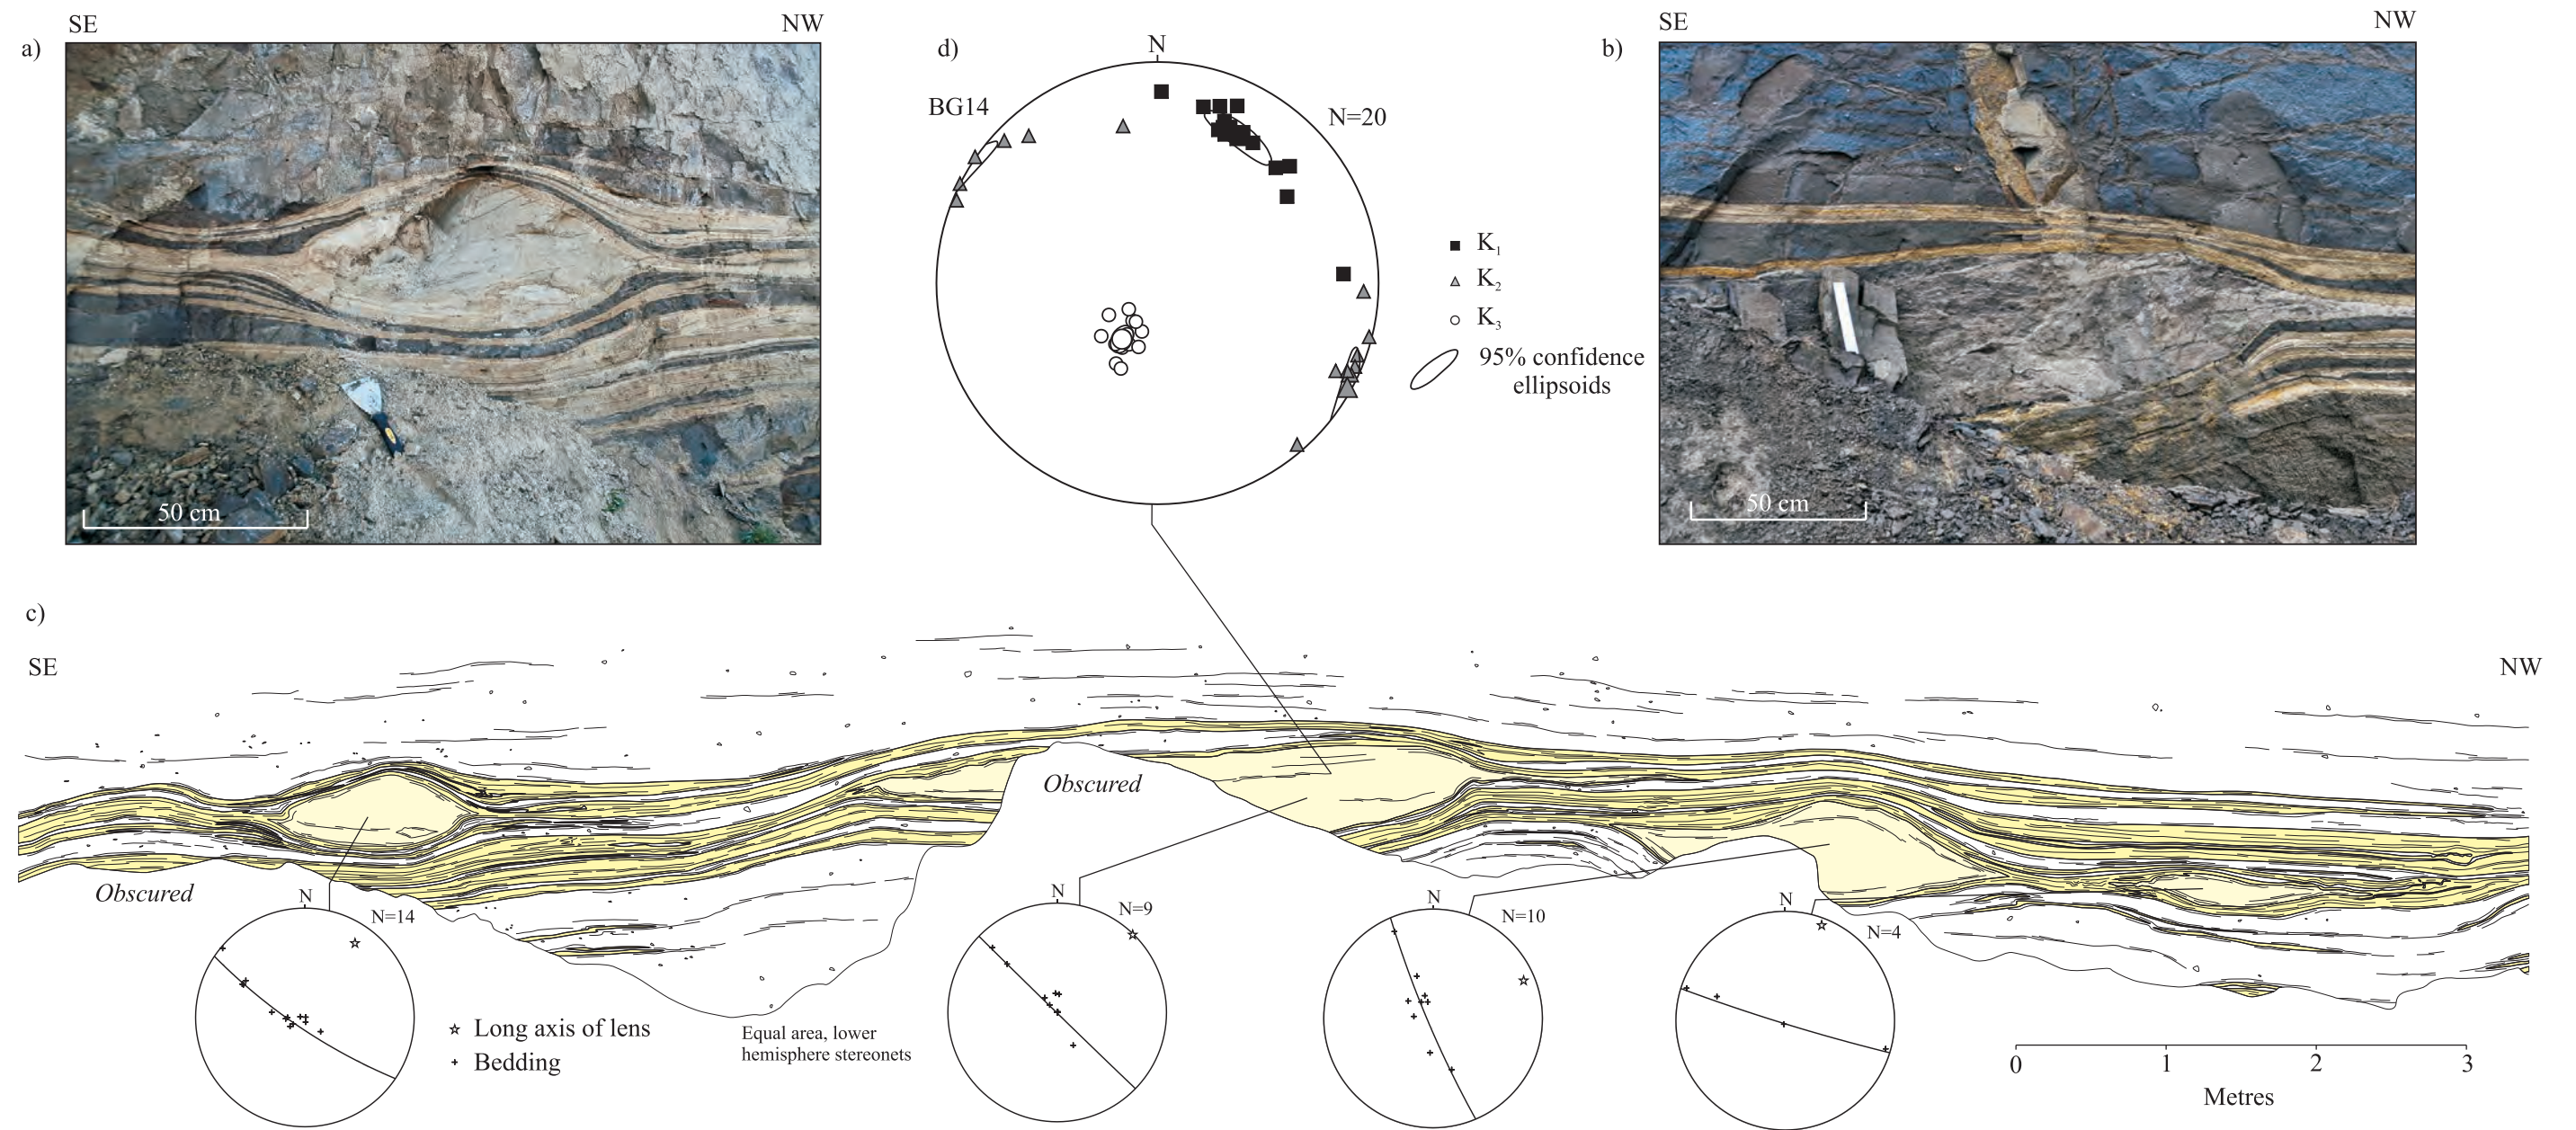 a)
SE
NW
50 cm
d)
N
BG14
N=20
K1
K2
K3
95% confidence
ellipsoids
b)
SE
NW
50 cm
c)
SE
NW
Obscured
Obscured
N
N=14
N
N=9
N
N=10
N
N=4
Long axis of lens
Bedding
Equal area, lower
hemisphere stereonets
0 1 2 3
Metres